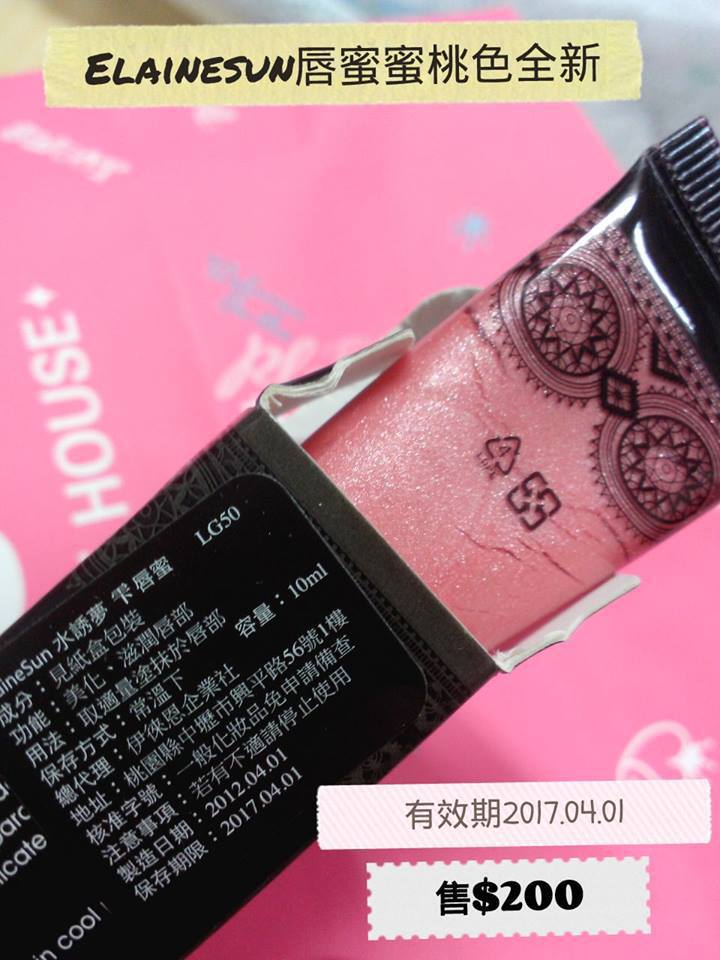 Elainesun唇蜜蜜桃色全新
HOUSE+
LG50
aineSun 水誘夢 雫 唇蜜
成分：見紙盒包裝
容量：10ml
功能：美化、滋潤唇部
用法：取適量塗抹於唇部
保存方式：常溫下
總代理：伊徠恩企業社
地址：桃園縣中壢市興平路56號1樓
核准字號：一般化妝品免申請備查
注意事項：若有不適請停止使用
製造日期：2012.04.01
保存期限：2017.04.01
in cool
有效期2017.04.01
售$200